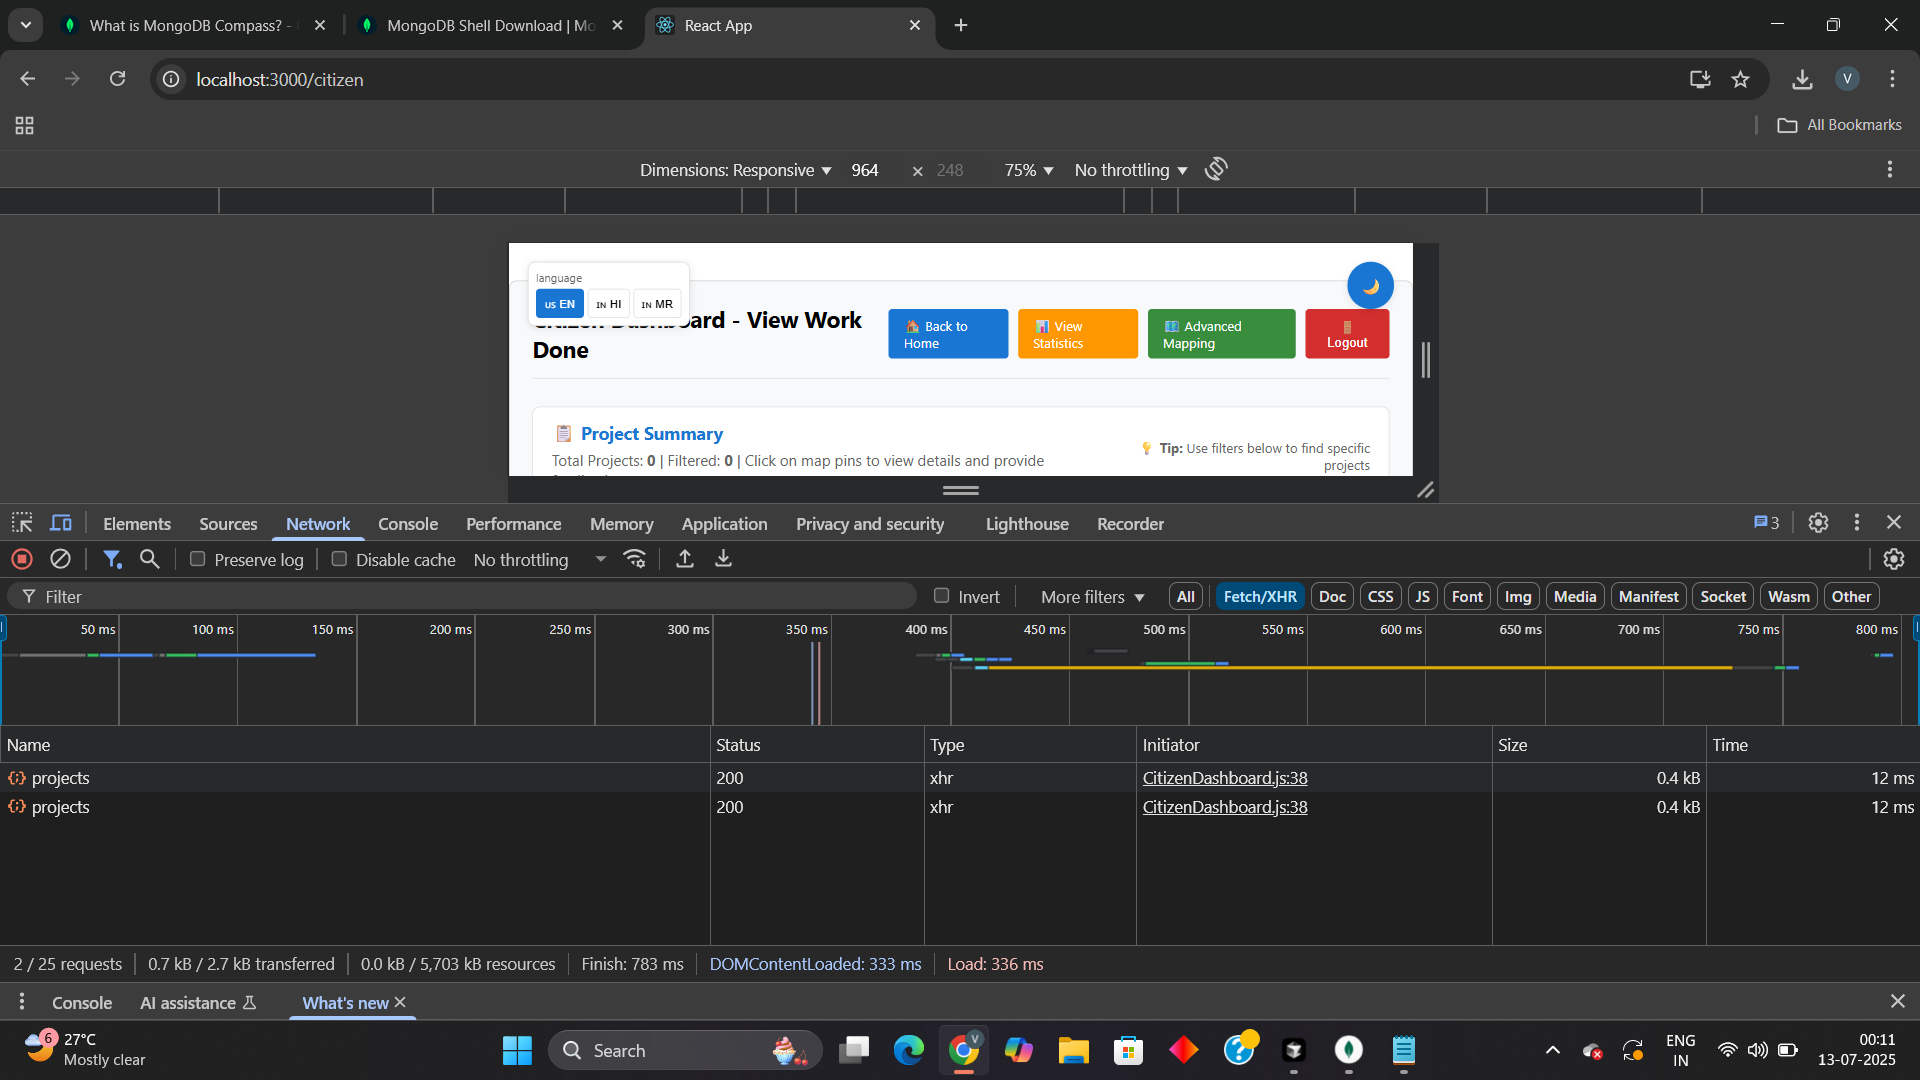 What is MongoDB Compass? -
MongoDB Shell Download | Mo
React App
localhost:3000/citizen
V
All Bookmarks
Dimensions: Responsive
964
×
248
75%
No throttling
language
US EN
IN HI
IN MR
Citizen Dashboard - View Work
Done
Back to
Home
View
Statistics
Advanced
Mapping
Logout
Project Summary
Total Projects: 0 | Filtered: 0 | Click on map pins to view details and provide
Tip: Use filters below to find specific
projects
Elements
Sources
Network
Console
Performance
Memory
Application
Privacy and security
Lighthouse
Recorder
3
Preserve log
Disable cache
No throttling
Filter
Invert
More filters
All
Fetch/XHR
Doc
CSS
JS
Font
Img
Media
Manifest
Socket
Wasm
Other
50 ms
100 ms
150 ms
200 ms
250 ms
300 ms
350 ms
400 ms
450 ms
500 ms
550 ms
600 ms
650 ms
700 ms
750 ms
800 ms
Name
Status
Type
Initiator
Size
Time
projects
200
xhr
CitizenDashboard.js:38
0.4 kB
12 ms
projects
200
xhr
CitizenDashboard.js:38
0.4 kB
12 ms
2 / 25 requests
0.7 kB / 2.7 kB transferred
0.0 kB / 5,703 kB resources
Finish: 783 ms
DOMContentLoaded: 333 ms
Load: 336 ms
Console
AI assistance
What's new
6
27°C
Mostly clear
Search
V
ENG
IN
00:11
13-07-2025